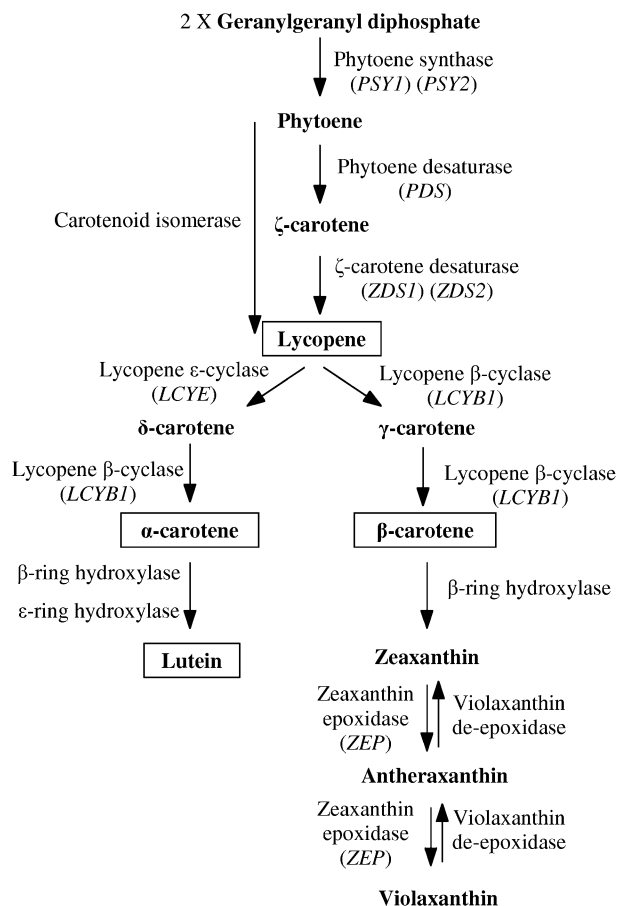 2 X Geranylgeranyl diphosphate
Phytoene synthase
(PSY1) (PSY2)
Phytoene
Phytoene desaturase
(PDS)
Carotenoid isomerase
ζ-carotene
ζ-carotene desaturase
(ZDS1) (ZDS2)
Lycopene
Lycopene ε-cyclase
(LCYE)
Lycopene β-cyclase
(LCYB1)
δ-carotene
γ-carotene
Lycopene β-cyclase
(LCYB1)
Lycopene β-cyclase
(LCYB1)
α-carotene
β-carotene
β-ring hydroxylase
ε-ring hydroxylase
β-ring hydroxylase
Lutein
Zeaxanthin
Zeaxanthin
epoxidase
(ZEP)
Violaxanthin
de-epoxidase
Antheraxanthin
Zeaxanthin
epoxidase
(ZEP)
Violaxanthin
de-epoxidase
Violaxanthin